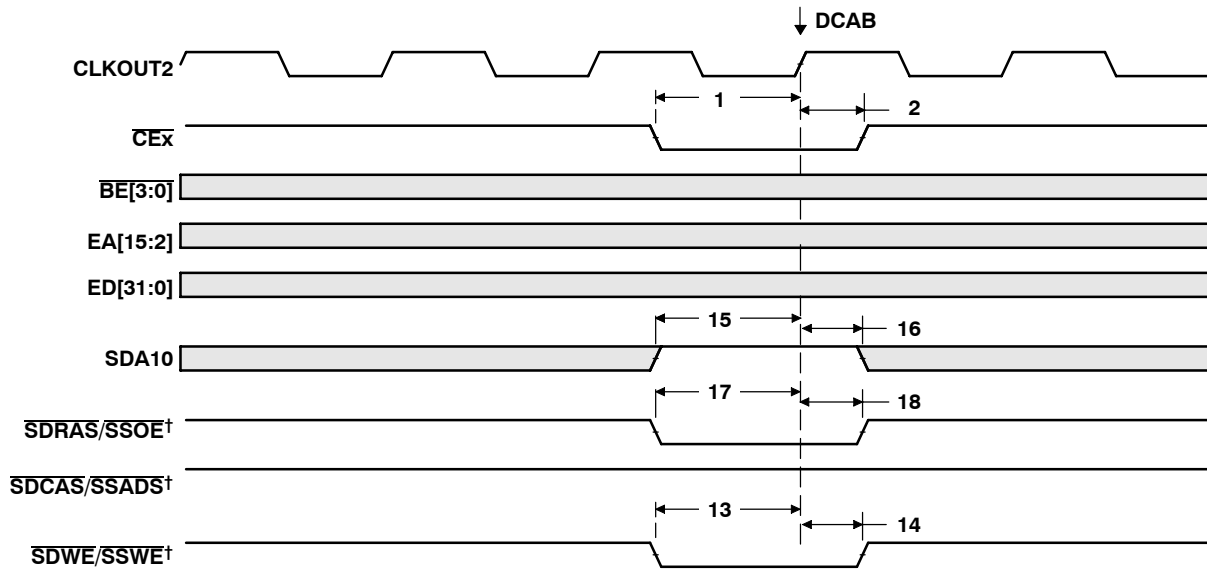 DCAB
CLKOUT2
1
2
CEx
BE[3:0]
EA[15:2]
ED[31:0]
15
16
SDA10
17
18
SDRAS/SSOE†
SDCAS/SSADS†
13
14
SDWE/SSWE†